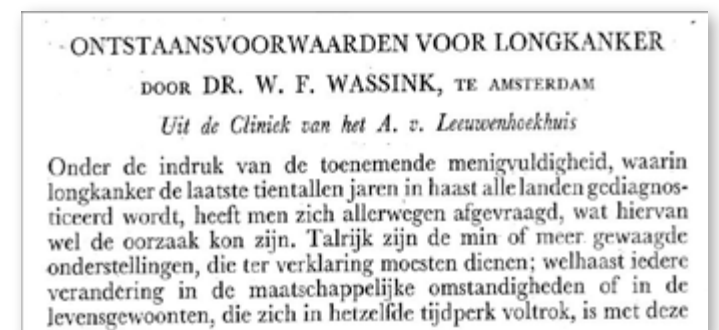 ONTSTAANSVOORWAARDEN VOOR LONGKANKER
DOOR DR. W. F. WASSINK, TE AMSTERDAM
Uit de Cliniek van het A. v. Leeuwenhoekhuis
Onder de indruk van de toenemende menigvuldigheid, waarin
longkanker de laatste tientallen jaren in haast alle landen gediagnos-
ticeerd wordt, heeft men zich allerwegen afgevraagd, wat hiervan
wel de oorzaak kon zijn. Talrijk zijn de min of meer gewaagde
onderstellingen, die ter verklaring moesten dienen; welhaast iedere
verandering in de maatschappelijke omstandigheden of in de
levensgewoonten, die zich in hetzelfde tijdperk voltrok, is met deze